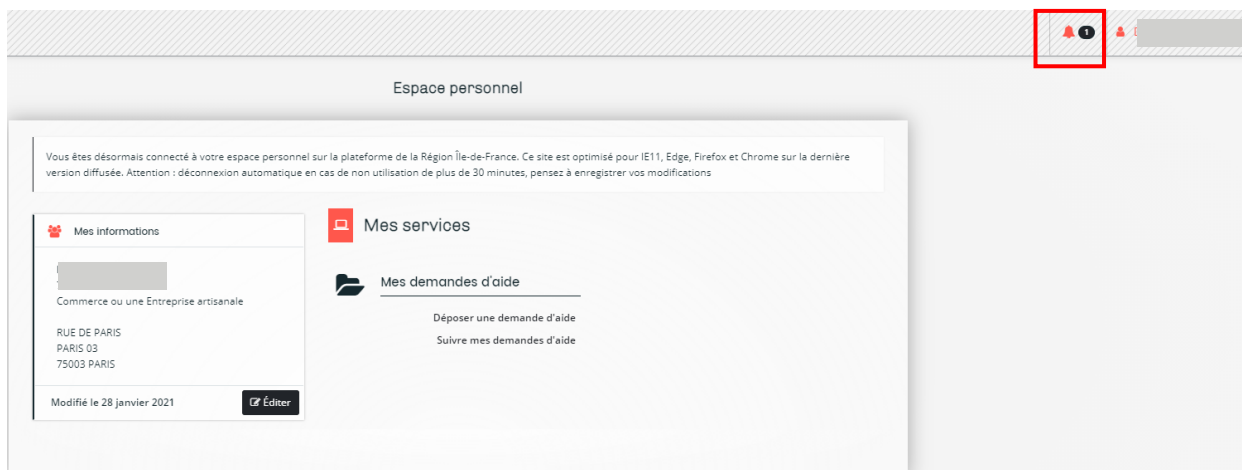 1
Espace personnel
Vous êtes désormais connecté à votre espace personnel sur la plateforme de la Région Île-de-France. Ce site est optimisé pour IE11, Edge, Firefox et Chrome sur la dernière
version diffusée. Attention : déconnexion automatique en cas de non utilisation de plus de 30 minutes, pensez à enregistrer vos modifications
Mes informations
Commerce ou une Entreprise artisanale
RUE DE PARIS
PARIS 03
75003 PARIS
Modifié le 28 janvier 2021
Éditer
Mes services
Mes demandes d'aide
Déposer une demande d'aide
Suivre mes demandes d'aide